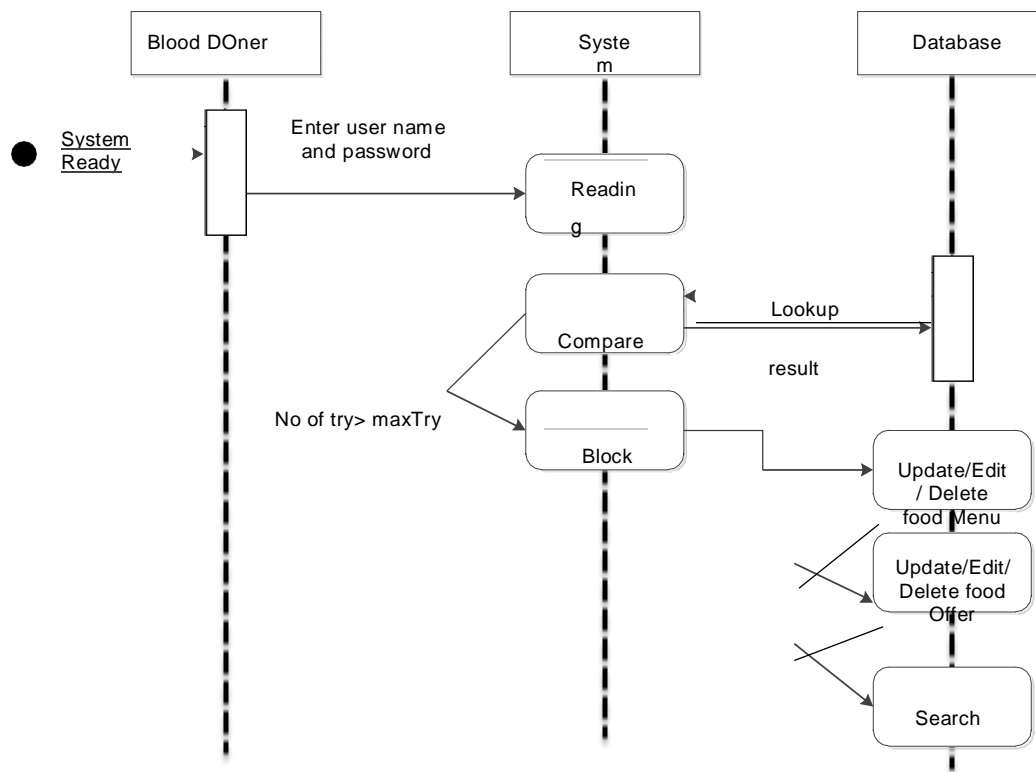 Blood DOner
Syste
m
Database
System
Ready
Enter user name
and password
Readin
g
Lookup
Compare
result
No of try> maxTry
Block
Update/Edit
/ Delete
food Menu
Update/Edit/
Delete food
Offer
Search